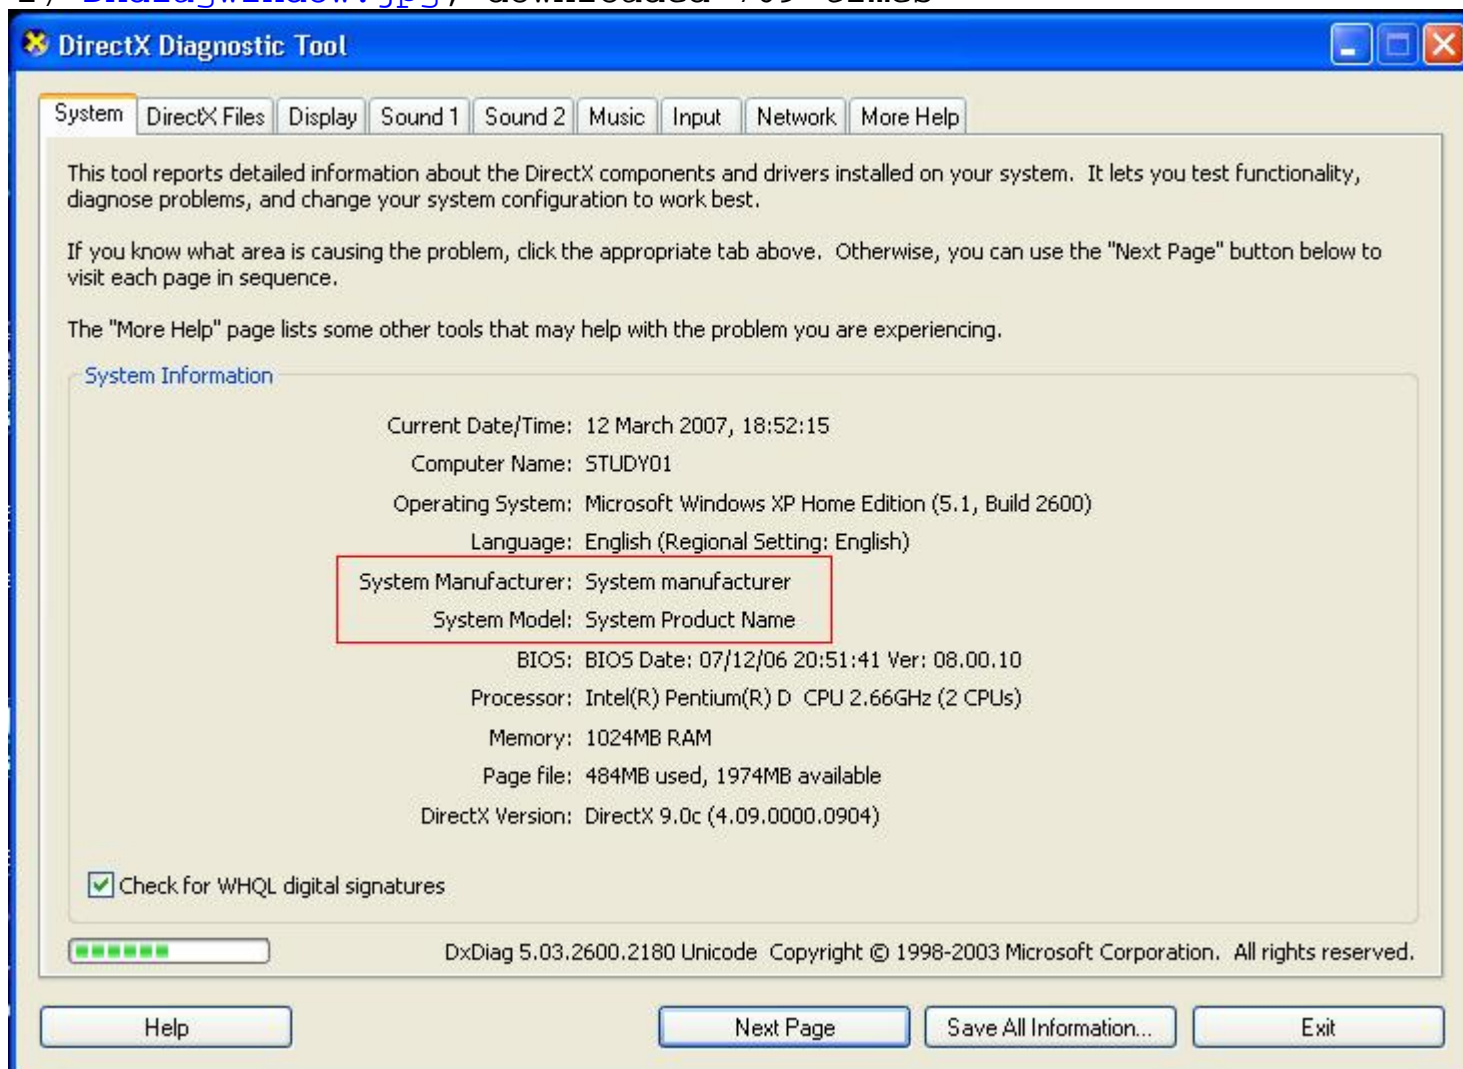 DirectX Diagnostic Tool
System DirectX Files Display Sound 1 Sound 2 Music Input Network More Help
This tool reports detailed information about the DirectX components and drivers installed on your system. It lets you test functionality,
diagnose problems, and change your system configuration to work best.
If you know what area is causing the problem, click the appropriate tab above. Otherwise, you can use the "Next Page" button below to
visit each page in sequence.
The "More Help" page lists some other tools that may help with the problem you are experiencing.
System Information
Current Date/Time: 12 March 2007, 18:52:15
Computer Name: STUDY01
Operating System: Microsoft Windows XP Home Edition (5.1, Build 2600)
Language: English (Regional Setting: English)
System Manufacturer: System manufacturer
System Model: System Product Name
BIOS: BIOS Date: 07/12/06 20:51:41 Ver: 08.00.10
Processor: Intel(R) Pentium(R) D CPU 2.66GHz (2 CPUs)
Memory: 1024MB RAM
Page file: 484MB used, 1974MB available
DirectX Version: DirectX 9.0c (4.09.0000.0904)
Check for WHQL digital signatures
DxDiag 5.03.2600.2180 Unicode Copyright © 1998-2003 Microsoft Corporation. All rights reserved.
Help Next Page Save All Information... Exit